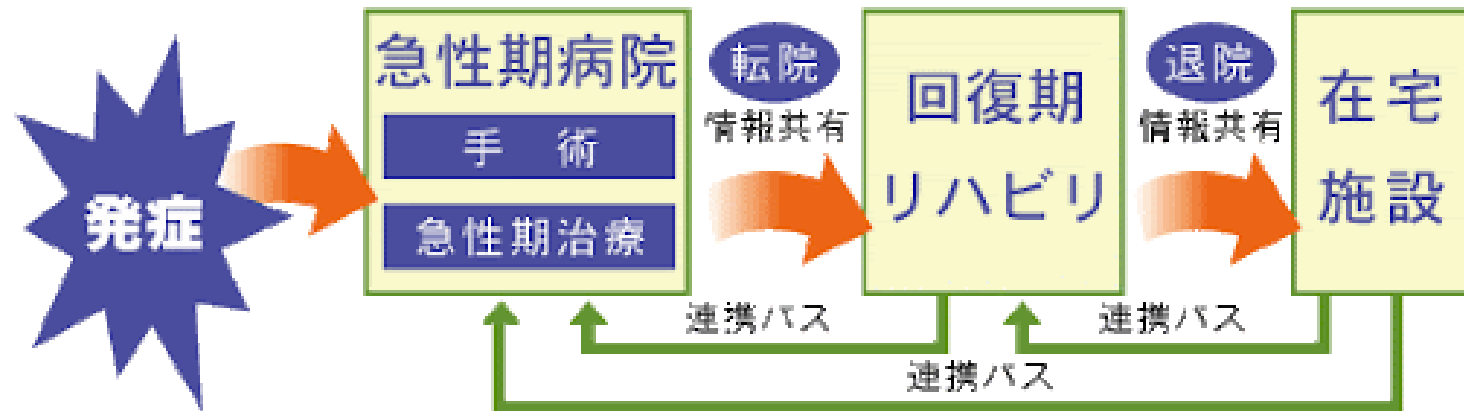 発症
急性期病院
手 術
急性期治療
転院
情報共有
回復期
リハビリ
退院
情報共有
在宅
施設
連携パス
連携パス
連携パス